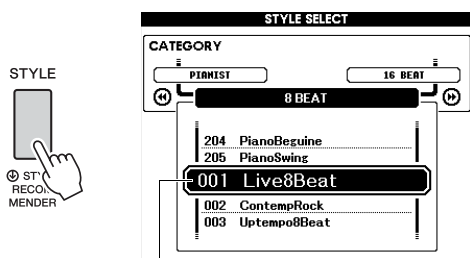 STYLE SELECT
CATEGORY
PIANIST
16 BEAT
8 BEAT
204 PianoBeguine
205 PianoSwing
001 Live8Beat
002 ContempRock
003 Uptempo8Beat
STYLE
MENDER